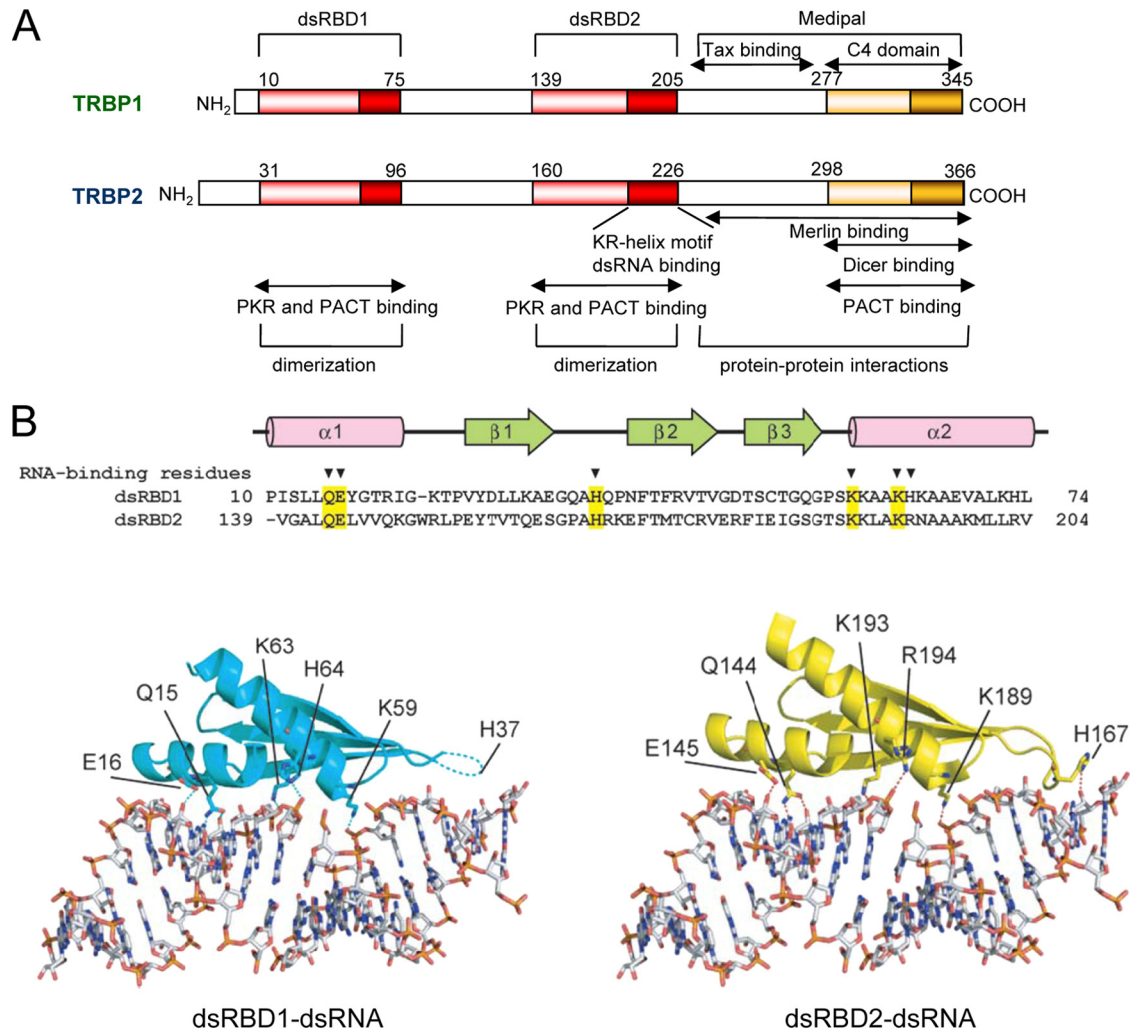 A
dsRBD1 dsRBD2 Medipal
Tax binding C4 domain
10 75 139 205 277 345
TRBP1 NH2 COOH
31 96 160 226 298 366
TRBP2 NH2 COOH
KR-helix motif
dsRNA binding
Merlin binding
Dicer binding
PKR and PACT binding PKR and PACT binding PACT binding
dimerization dimerization protein-protein interactions
B
α1 β1 β2 β3 α2
RNA-binding residues
dsRBD1 10 PISLLQEYGTRIG-KTPVYDLLKAEGQAHQPNFTFRVTVGDTSCTGQGPSKKAAKHKAAEVALKHL 74
dsRBD2 139 -VGALQELVVQKGWRLPEYTVTQESGPAHRKEFTMTCRVERFIEIGSGTSKKLAKRNAAAKMLLRV 204
K63
H64
Q15
K59
H37
E16
K193
R194
Q144
K189
H167
E145
dsRBD1-dsRNA dsRBD2-dsRNA